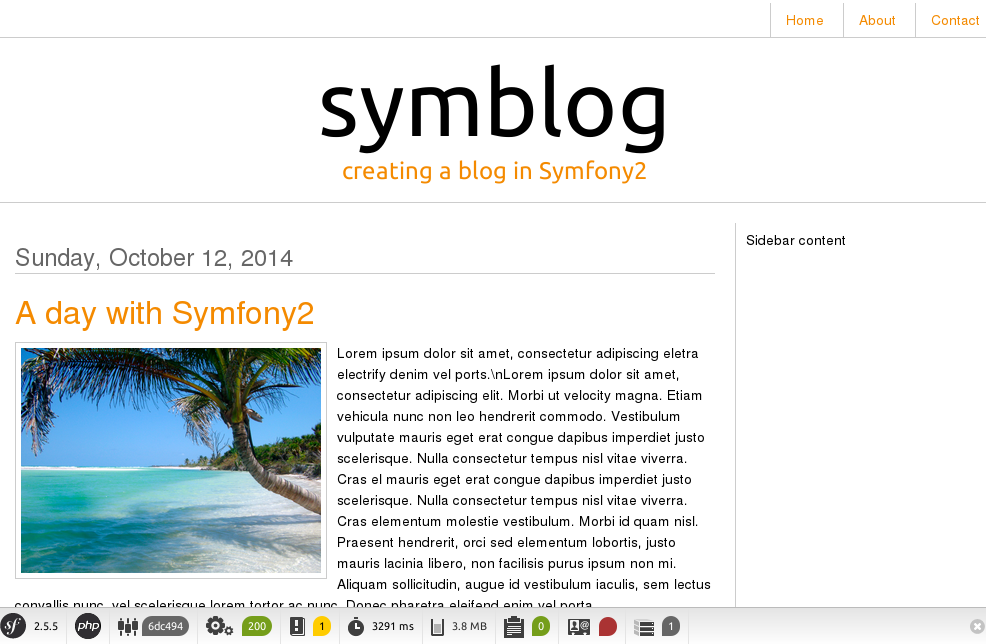 Home About Contact
symblog
creating a blog in Symfony2
Sunday, October 12, 2014
Sidebar content
A day with Symfony2
Lorem ipsum dolor sit amet, consectetur adipiscing eletra
electrify denim vel ports.\nLorem ipsum dolor sit amet,
consectetur adipiscing elit. Morbi ut velocity magna. Etiam
vehicula nunc non leo hendrerit commodo. Vestibulum
vulputate mauris eget erat congue dapibus imperdiet justo
scelerisque. Nulla consectetur tempus nisl vitae viverra.
Cras el mauris eget erat congue dapibus imperdiet justo
scelerisque. Nulla consectetur tempus nisl vitae viverra.
Cras elementum molestie vestibulum. Morbi id quam nisl.
Praesent hendrerit, orci sed elementum lobortis, justo
mauris lacinia libero, non facilisis purus ipsum non mi.
Aliquam sollicitudin, augue id vestibulum iaculis, sem lectus
convallis nunc, vel scelerisque lorem tortor ac nunc. Donec pharetra eleifend enim vel porta.
sf 2.5.5 php 6dc494 200 1 3291 ms 3.8 MB 0 1